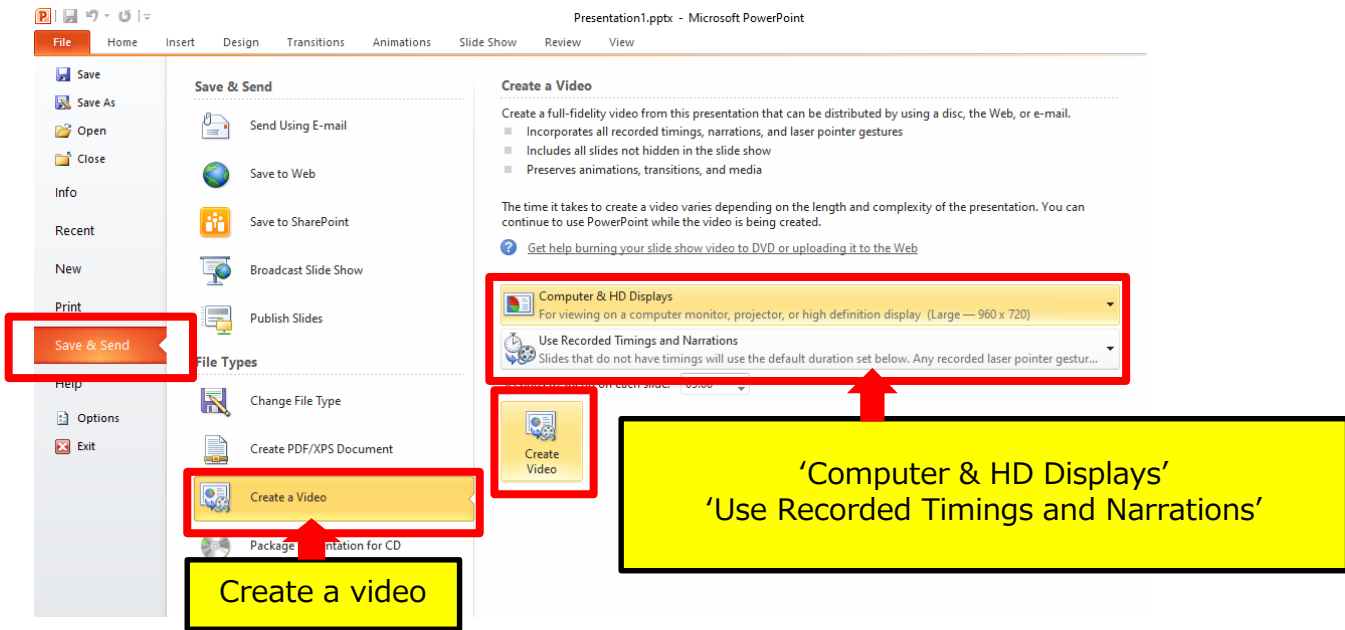 Presentation1.pptx - Microsoft PowerPoint
File Home Insert Design Transitions Animations Slide Show Review View
Save
Save As
Open
Close
Info
Recent
New
Print
Save & Send
Help
Options
Exit
Save & Send
Send Using E-mail
Save to Web
Save to SharePoint
Broadcast Slide Show
Publish Slides
File Types
Change File Type
Create PDF/XPS Document
Create a Video
Package for CD
Create a video
Create a Video
Create a full-fidelity video from this presentation that can be distributed by using a disc, the Web, or e-mail.
Incorporates all recorded timings, narrations, and laser pointer gestures
Includes all slides not hidden in the slide show
Preserves animations, transitions, and media
The time it takes to create a video varies depending on the length and complexity of the presentation. You can
continue to use PowerPoint while the video is being created.
Get help burning your slide show video to DVD or uploading it to the Web
Computer & HD Displays
For viewing on a computer monitor, projector, or high definition display (Large — 960 x 720)
Use Recorded Timings and Narrations
Slides that do not have timings will use the default duration set below. Any recorded laser pointer gestur...
on each slide:
Create
Video
‘Computer & HD Displays’
‘Use Recorded Timings and Narrations’